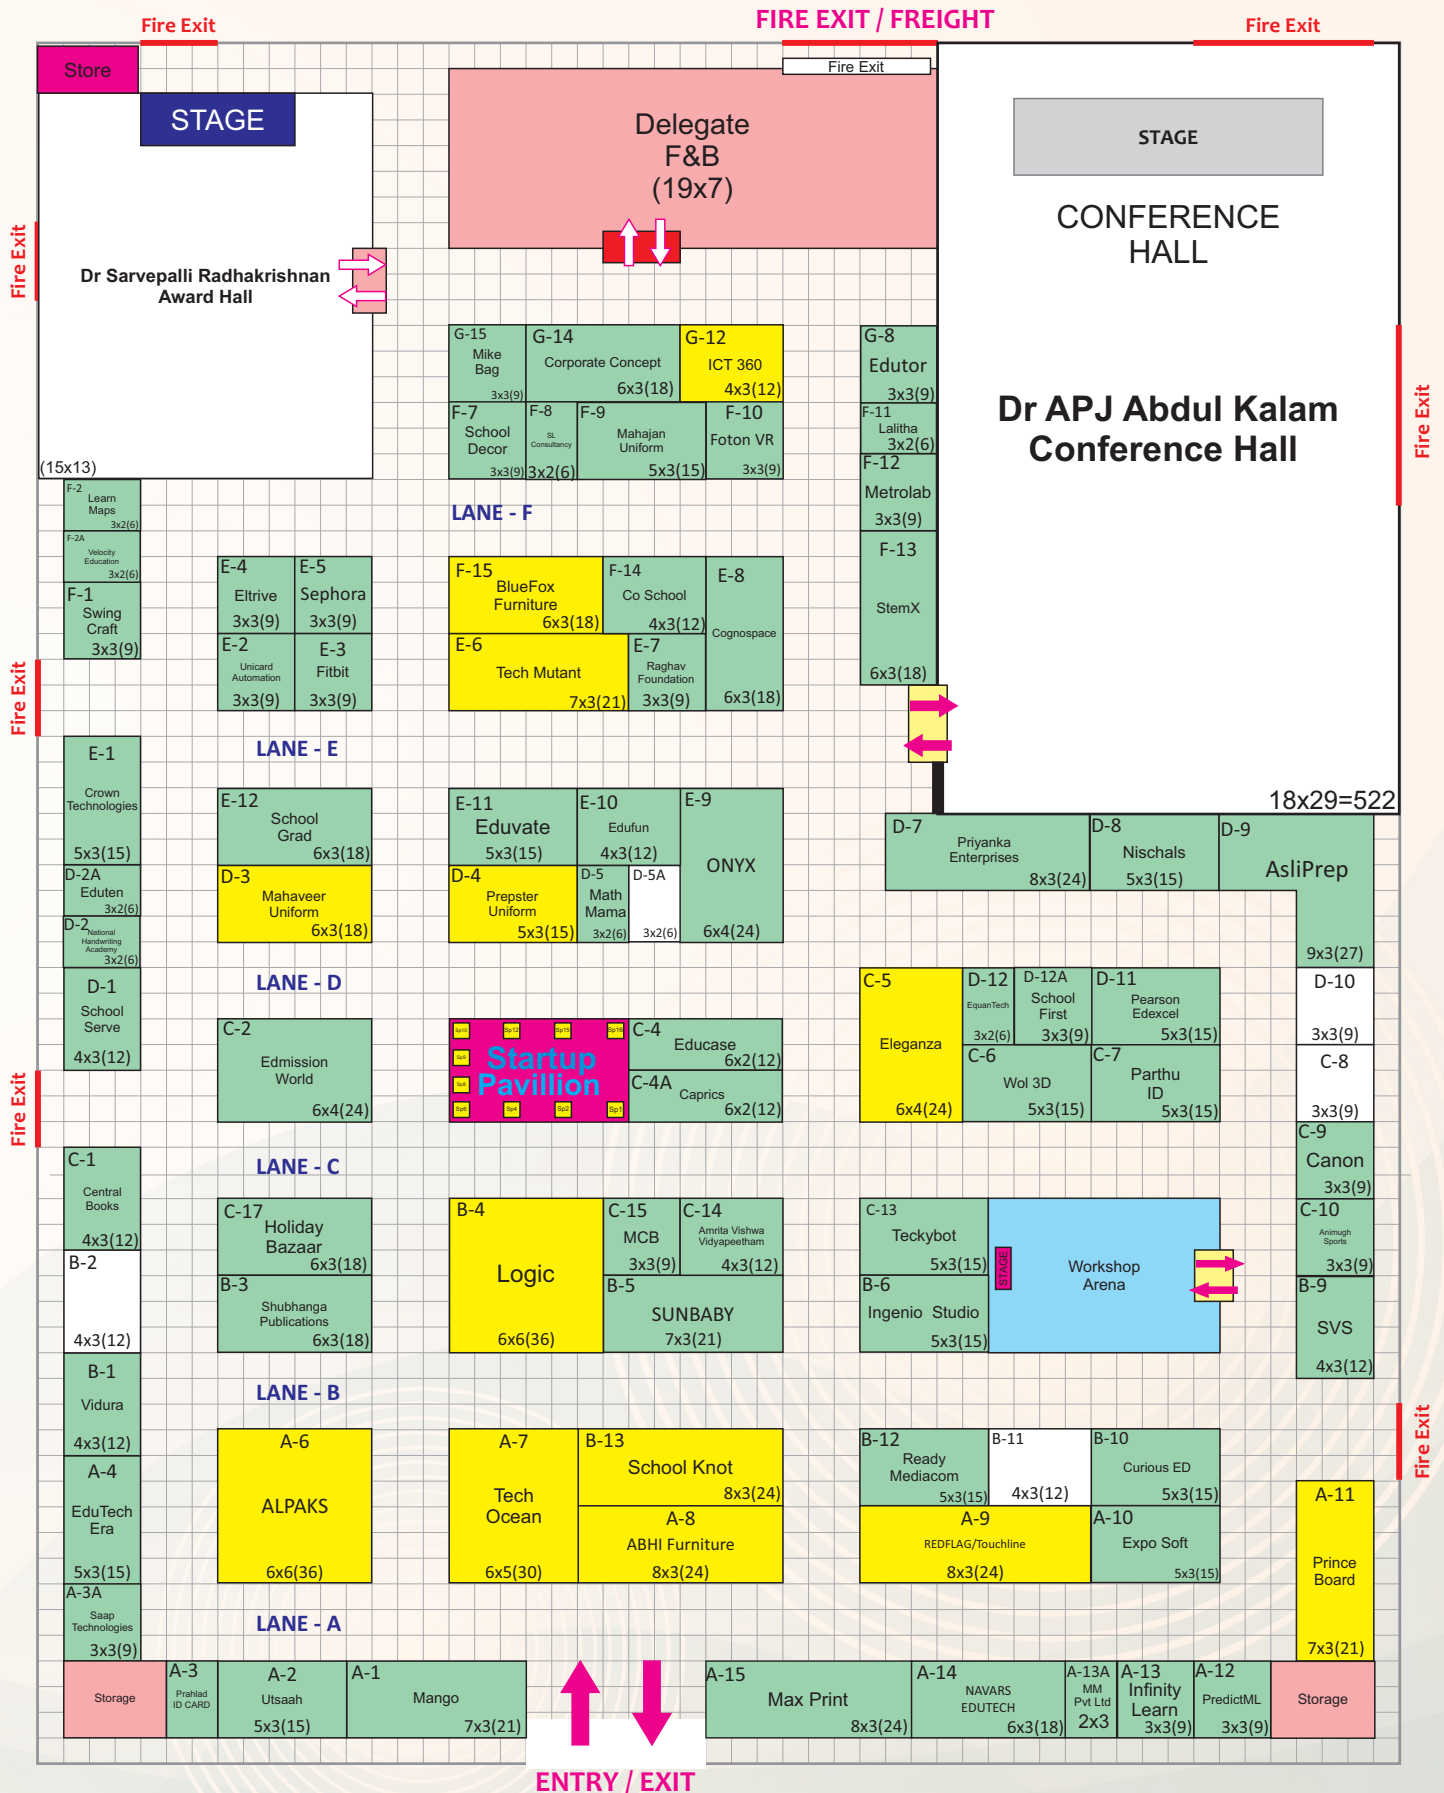 FIRE EXIT / FREIGHT
Fire Exit
Fire Exit
Fire Exit
Store
STAGE
Dr Sarvepalli Radhakrishnan
Award Hall
(15x13)
Delegate
F&B
(19x7)
STAGE
CONFERENCE
HALL
Dr APJ Abdul Kalam
Conference Hall
18x29=522
Fire Exit
Fire Exit
Fire Exit
Fire Exit
Fire Exit
G-15
Mike
Bag
3x3(9)
G-14
Corporate Concept
6x3(18)
G-12
ICT 360
4x3(12)
G-8
Edutor
3x3(9)
F-7
School
Decor
3x3(9)
F-8
SL
Consultancy
3x2(6)
F-9
Mahajan
Uniform
5x3(15)
F-10
Foton VR
3x3(9)
F-11
Lalitha
3x2(6)
F-12
Metrolab
3x3(9)
F-13
StemX
6x3(18)
F-2
Learn
Maps
3x2(6)
F-2A
Velocity
Education
3x2(6)
F-1
Swing
Craft
3x3(9)
LANE - F
E-4
Eltrive
3x3(9)
E-5
Sephora
3x3(9)
E-2
Unicard
Automation
3x3(9)
E-3
Fitbit
3x3(9)
F-15
BlueFox
Furniture
6x3(18)
F-14
Co School
4x3(12)
E-8
Cognospace
6x3(18)
E-6
Tech Mutant
7x3(21)
E-7
Raghav
Foundation
3x3(9)
LANE - E
E-1
Crown
Technologies
5x3(15)
D-2A
Eduten
3x2(6)
D-2
National
Handwriting
Academy
3x2(6)
D-1
School
Serve
4x3(12)
E-12
School
Grad
6x3(18)
D-3
Mahaveer
Uniform
6x3(18)
E-11
Eduvate
5x3(15)
E-10
Edufun
4x3(12)
E-9
ONYX
6x4(24)
D-4
Prepster
Uniform
5x3(15)
D-5
Math
Mama
3x2(6)
D-5A
3x2(6)
D-7
Priyanka
Enterprises
8x3(24)
D-8
Nischals
5x3(15)
D-9
AsliPrep
9x3(27)
LANE - D
C-2
Edmission
World
6x4(24)
Sp10
Sp12
Sp15
Sp16
Sp9
Sp8
Startup
Pavillion
Sp6
Sp4
Sp2
Sp1
C-4
Educase
6x2(12)
C-4A
Caprics
6x2(12)
C-5
Eleganza
6x4(24)
D-12
EquanTech
3x2(6)
D-12A
School
First
3x3(9)
D-11
Pearson
Edexcel
5x3(15)
C-6
Wol 3D
5x3(15)
C-7
Parthu
ID
5x3(15)
D-10
3x3(9)
C-8
3x3(9)
C-9
Canon
3x3(9)
C-10
Animugh
Sports
3x3(9)
B-9
SVS
4x3(12)
LANE - C
C-1
Central
Books
4x3(12)
B-2
4x3(12)
B-1
Vidura
4x3(12)
A-4
EduTech
Era
5x3(15)
A-3A
Saap
Technologies
3x3(9)
C-17
Holiday
Bazaar
6x3(18)
B-3
Shubhanga
Publications
6x3(18)
B-4
Logic
6x6(36)
C-15
MCB
3x3(9)
C-14
Amrita Vishwa
Vidyapeetham
4x3(12)
B-5
SUNBABY
7x3(21)
C-13
Teckybot
5x3(15)
B-6
Ingenio Studio
5x3(15)
STAGE
Workshop
Arena
LANE - B
A-6
ALPAKS
6x6(36)
A-7
Tech
Ocean
6x5(30)
B-13
School Knot
8x3(24)
A-8
ABHI Furniture
8x3(24)
B-12
Ready
Mediacom
5x3(15)
B-11
4x3(12)
B-10
Curious ED
5x3(15)
A-9
REDFLAG/Touchline
8x3(24)
A-10
Expo Soft
5x3(15)
Fire Exit
A-11
Prince
Board
7x3(21)
LANE - A
Storage
A-3
Prahlad
ID CARD
A-2
Utsaah
5x3(15)
A-1
Mango
7x3(21)
A-15
Max Print
8x3(24)
A-14
NAVARS
EDUTECH
6x3(18)
A-13A
MM
Pvt Ltd
2x3
A-13
Infinity
Learn
3x3(9)
A-12
PredictML
3x3(9)
Storage
ENTRY / EXIT